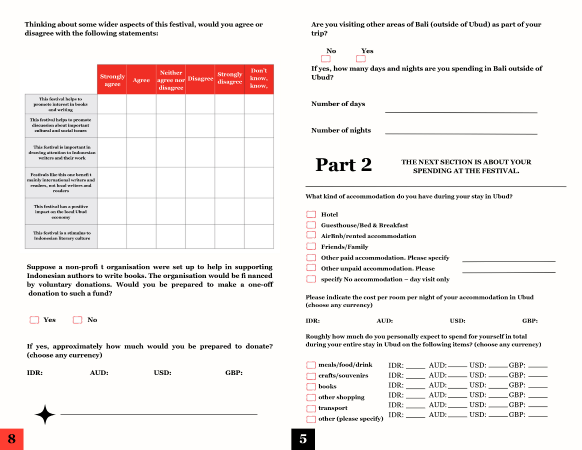 Thinking about some wider aspects of this festival, would you agree or
disagree with the following statements:
Strongly agree
Agree
Neither agree nor disagree
Disagree
Strongly disagree
Don't know. know.
This festival helps to
promote interest in books
and writing
This festival helps to promote
discussion about important
cultural and social issues
This festival is important in
drawing attention to Indonesian
writers and their work
Festivals like this one benefi t
mainly international writers and
readers, not local writers and
readers
This festival has a positive
impact on the local Ubud
economy
This festival is a stimulus to
Indonesian literary culture
Suppose a non-profi t organisation were set up to help in supporting
Indonesian authors to write books. The organisation would be fi nanced
by voluntary donations. Would you be prepared to make a one-off
donation to such a fund?
Yes No
If yes, approximately how much would you be prepared to donate?
(choose any currency)
IDR: AUD: USD: GBP:
8
Are you visiting other areas of Bali (outside of Ubud) as part of your
trip?
No Yes
If yes, how many days and nights are you spending in Bali outside of
Ubud?
Number of days
Number of nights
Part 2
THE NEXT SECTION IS ABOUT YOUR
SPENDING AT THE FESTIVAL.
What kind of accommodation do you have during your stay in Ubud?
Hotel
Guesthouse/Bed & Breakfast
AirBnb/rented accommodation
Friends/Family
Other paid accommodation. Please specify
Other unpaid accommodation. Please
specify No accommodation – day visit only
Please indicate the cost per room per night of your accommodation in Ubud
(choose any currency)
IDR: AUD: USD: GBP:
Roughly how much do you personally expect to spend for yourself in total
during your entire stay in Ubud on the following items? (choose any currency)
meals/food/drink IDR: AUD: USD: GBP:
crafts/souvenirs IDR: AUD: USD: GBP:
books IDR: AUD: USD: GBP:
other shopping IDR: AUD: USD: GBP:
transport IDR: AUD: USD: GBP:
other (please specify) IDR: AUD: USD: GBP:
5